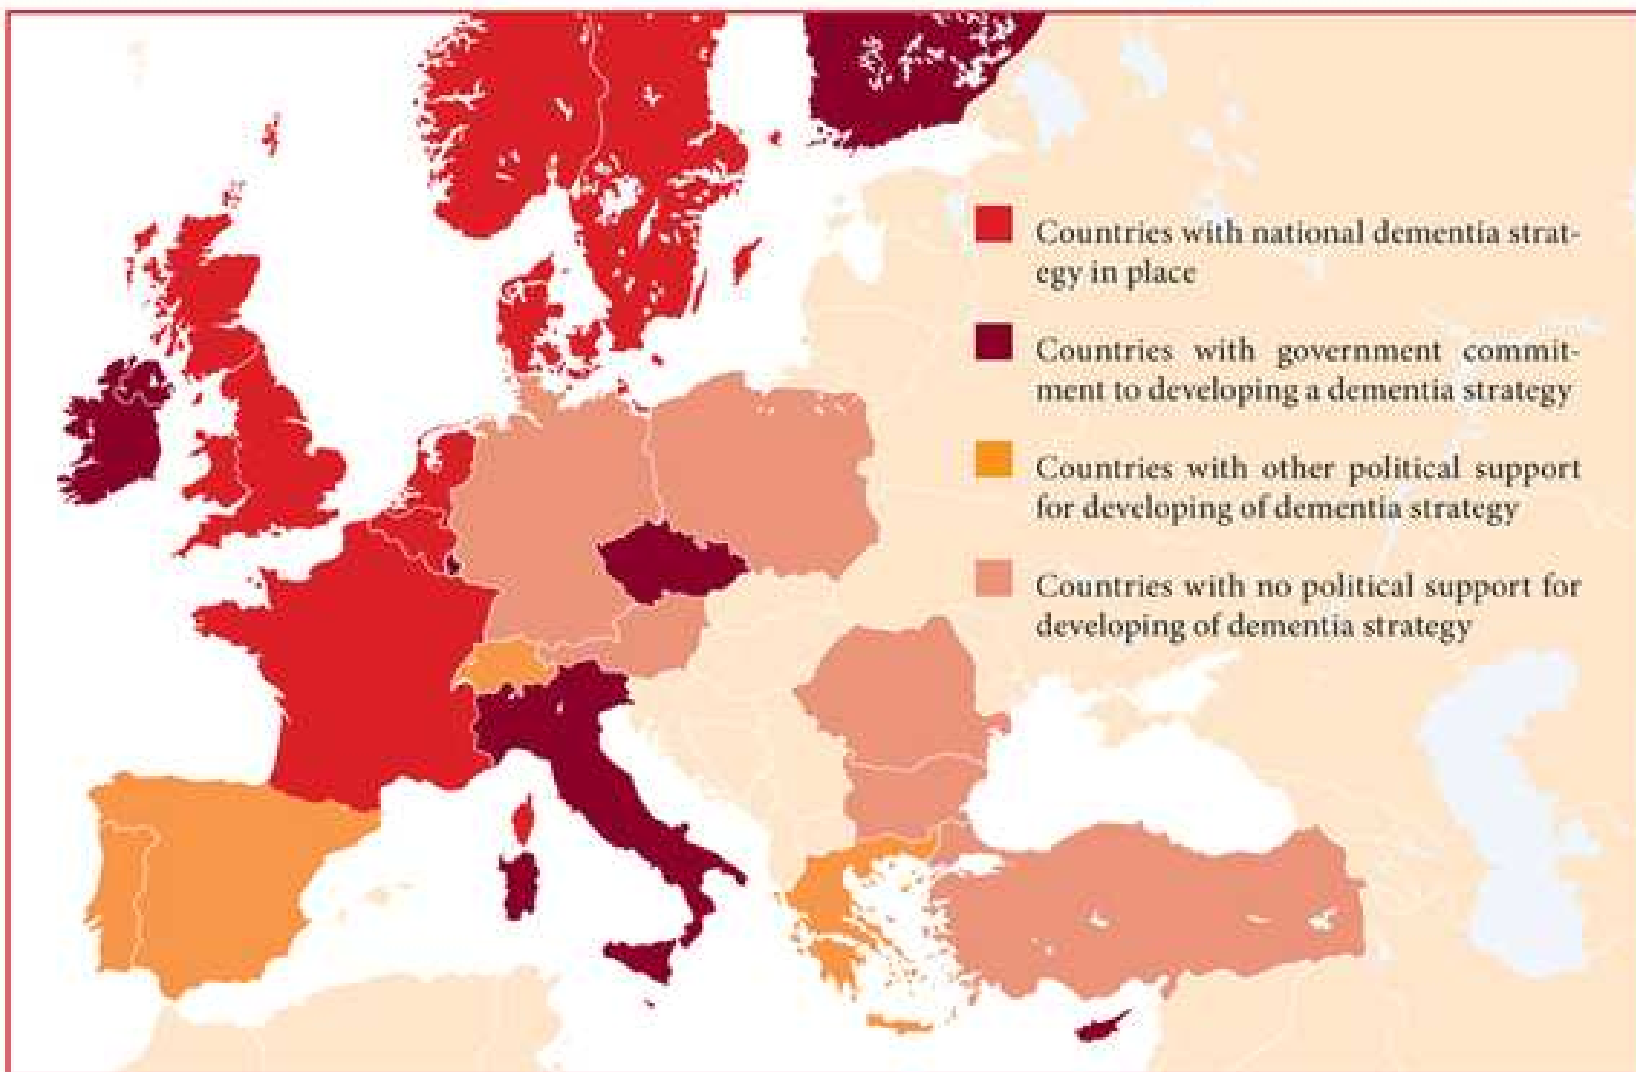 Countries with national dementia strat-
egy in place
Countries with government commit-
ment to developing a dementia strategy
Countries with other political support
for developing of dementia strategy
Countries with no political support for
developing of dementia strategy